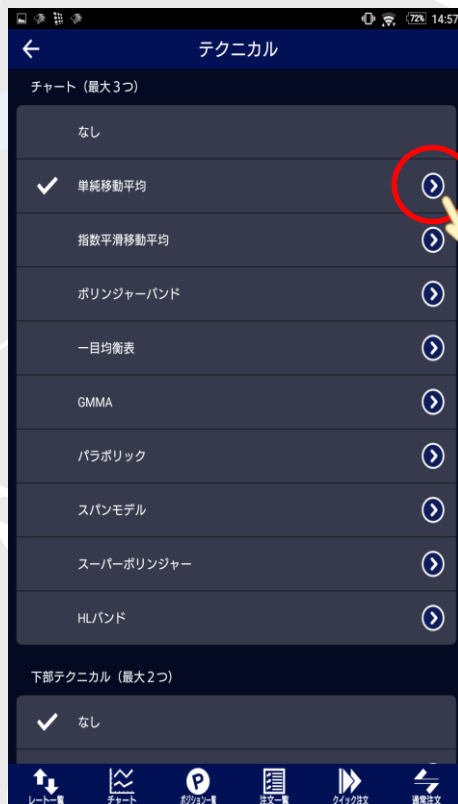 72% 14:57
テクニカル
チャート（最大3つ）
なし
単純移動平均
指数平滑移動平均
ボリンジャーバンド
一目均衡表
GMMA
パラボリック
スパンモデル
スーパーボリンジャー
HLバンド
下部テクニカル（最大2つ）
なし
レート一覧 チャート ポジション一覧 注文一覧 クイック注文 通常注文